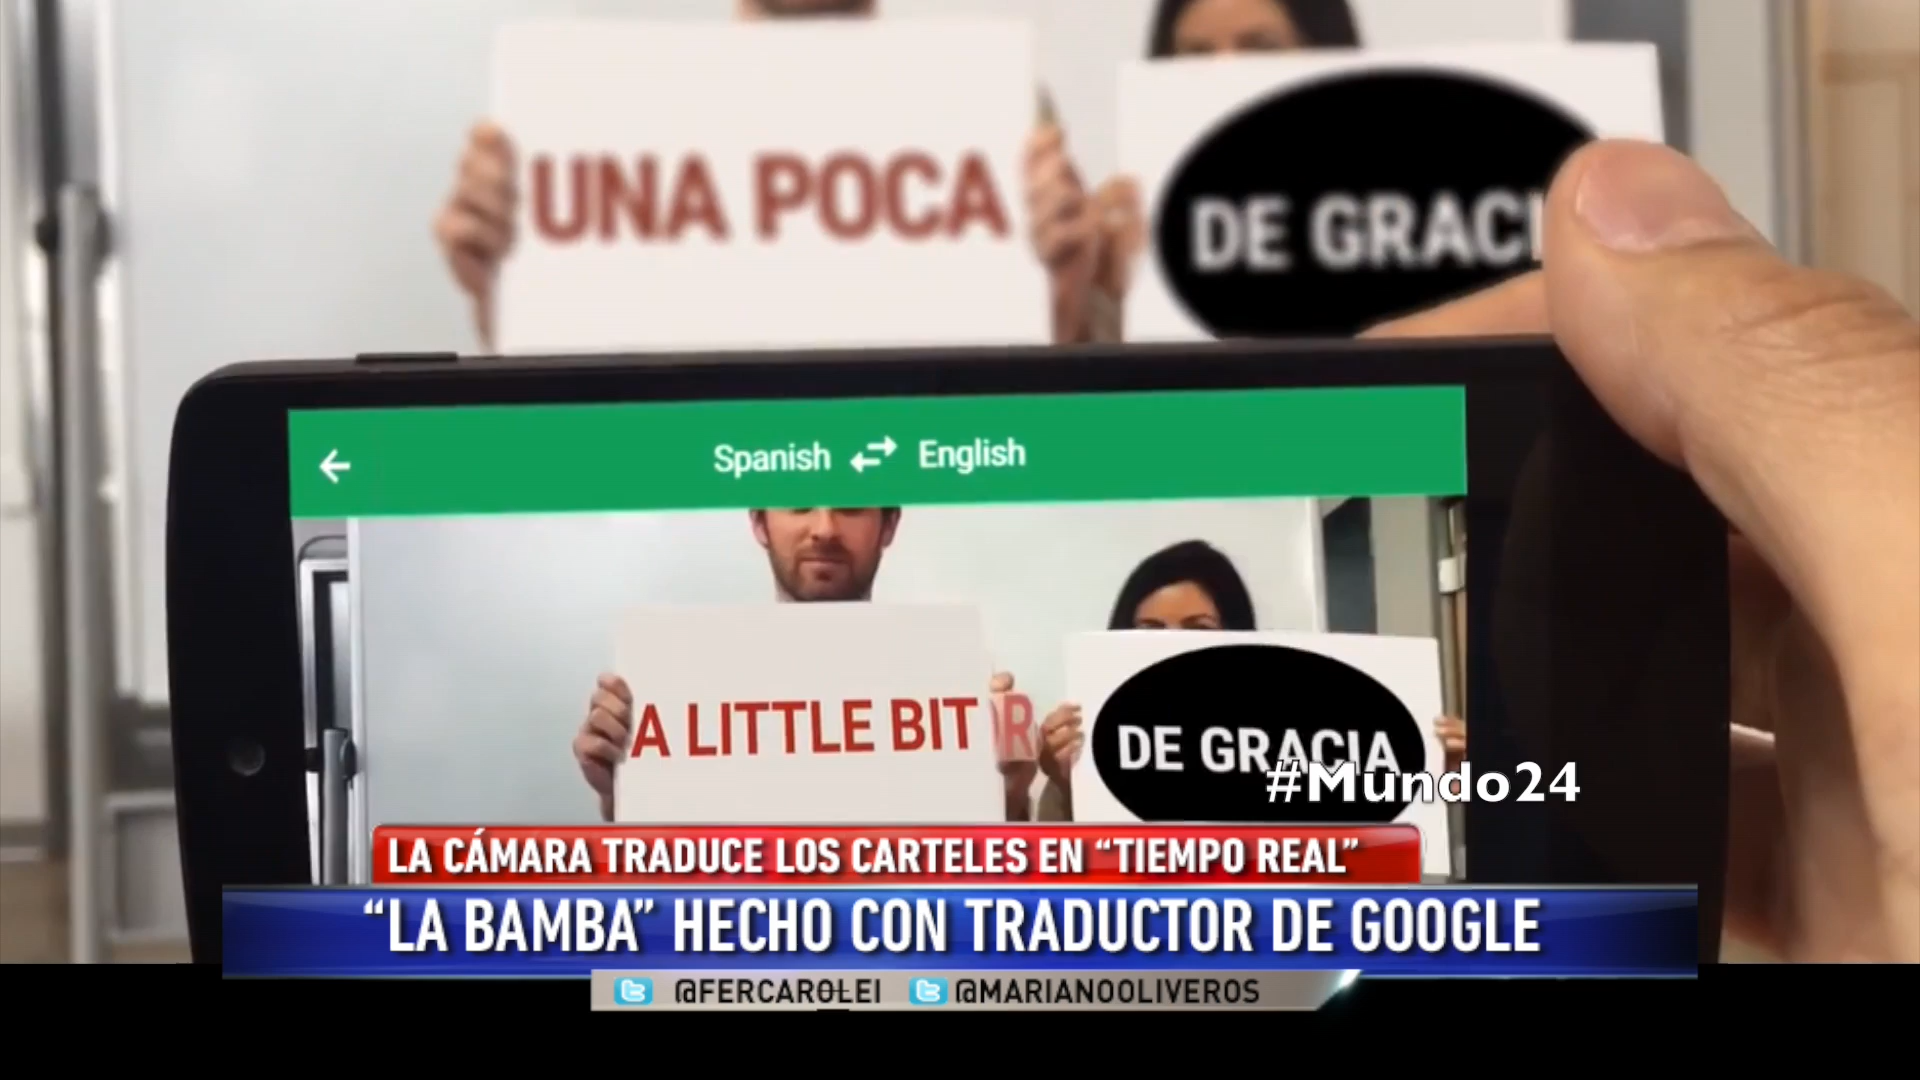 UNA POCA
DE GRACI
Spanish English
A LITTLE BIT R
DE GRACIA
#Mundo24
LA CÁMARA TRADUCE LOS CARTELES EN “TIEMPO REAL”
“LA BAMBA” HECHO CON TRADUCTOR DE GOOGLE
@FERCAROLEI @MARIANOOLIVEROS